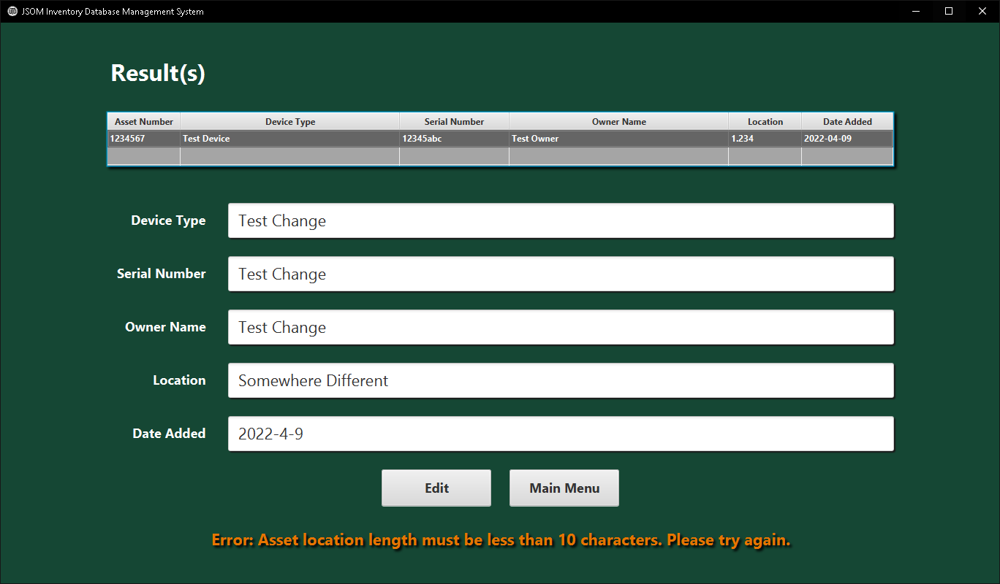 JSOM Inventory Database Management System
Result(s)
Asset Number Device Type Serial Number Owner Name Location Date Added
1234567 Test Device 12345abc Test Owner 1.234 2022-04-09
Device Type Test Change
Serial Number Test Change
Owner Name Test Change
Location Somewhere Different
Date Added 2022-4-9
Edit Main Menu
Error: Asset location length must be less than 10 characters. Please try again.